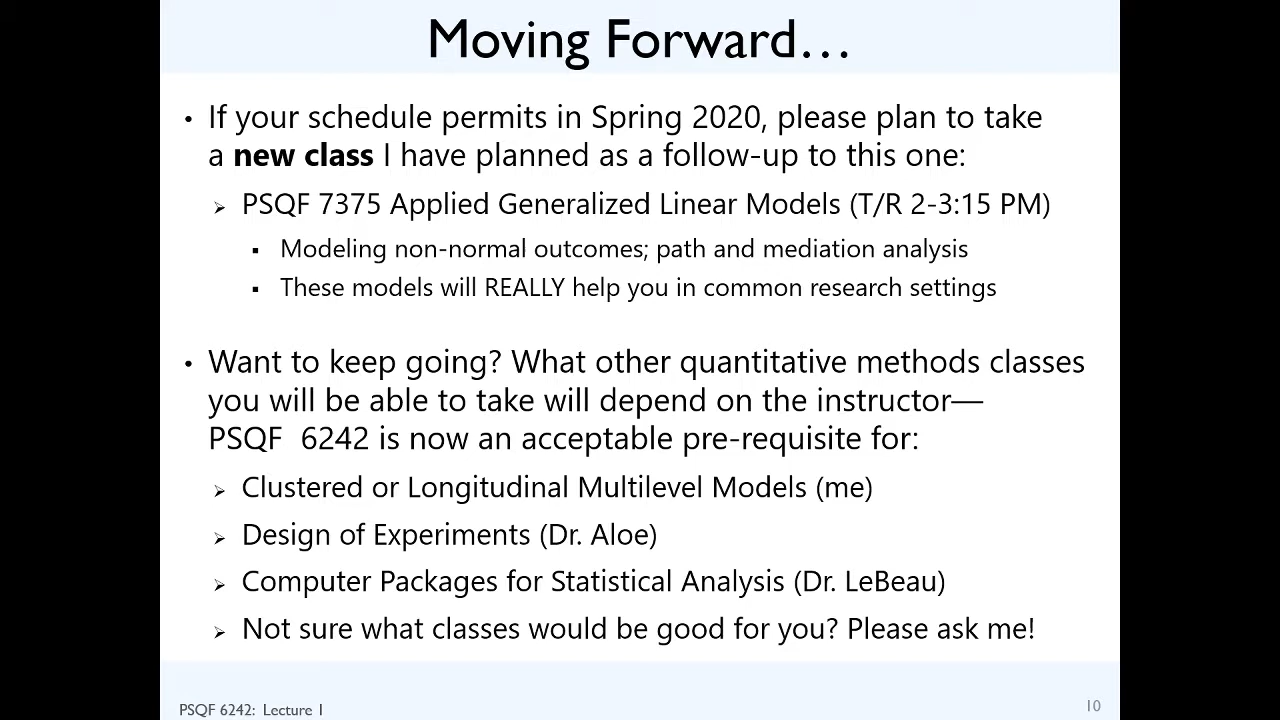 Moving Forward…
• If your schedule permits in Spring 2020, please plan to take
a new class I have planned as a follow-up to this one:
➢ PSQF 7375 Applied Generalized Linear Models (T/R 2-3:15 PM)
▪ Modeling non-normal outcomes; path and mediation analysis
▪ These models will REALLY help you in common research settings
• Want to keep going? What other quantitative methods classes
you will be able to take will depend on the instructor—
PSQF  6242 is now an acceptable pre-requisite for:
➢ Clustered or Longitudinal Multilevel Models (me)
➢ Design of Experiments (Dr. Aloe)
➢ Computer Packages for Statistical Analysis (Dr. LeBeau)
➢ Not sure what classes would be good for you? Please ask me!
PSQF 6242:  Lecture 1
10